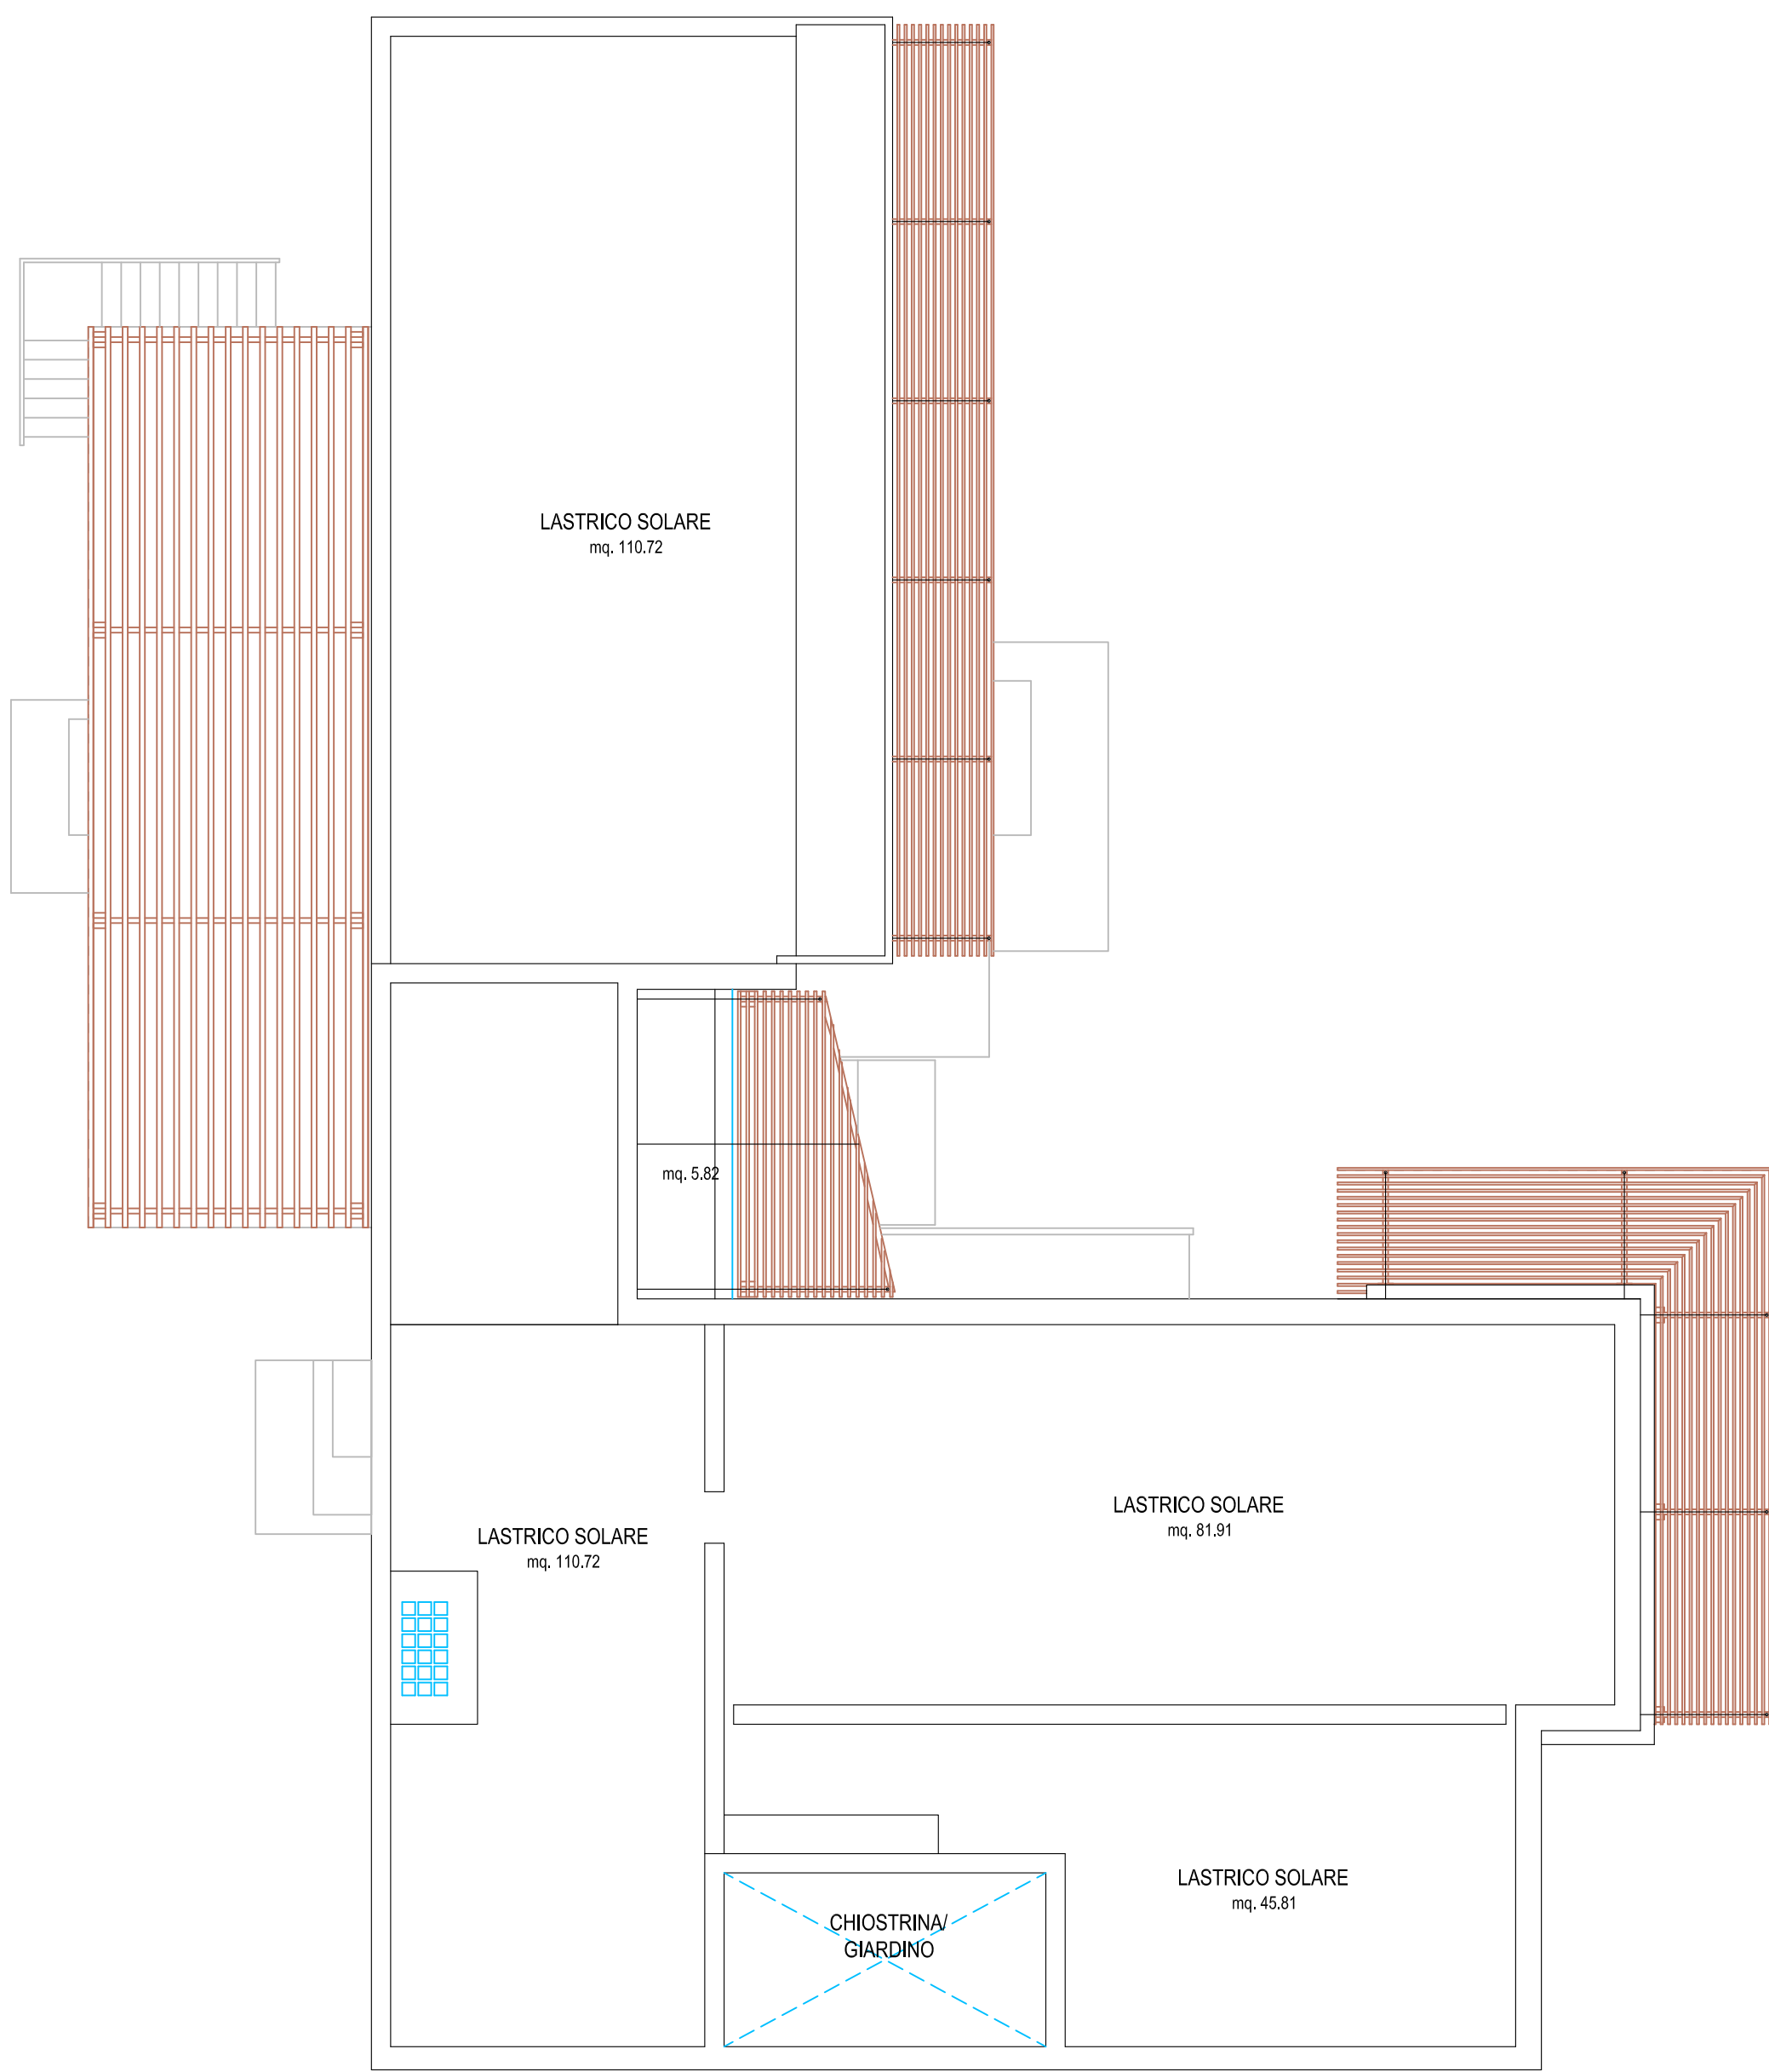 LASTRICO SOLARE
mq. 110.72
mq. 5.82
LASTRICO SOLARE
mq. 81.91
LASTRICO SOLARE
mq. 110.72
LASTRICO SOLARE
mq. 45.81
CHIOSTRINA/
GIARDINO